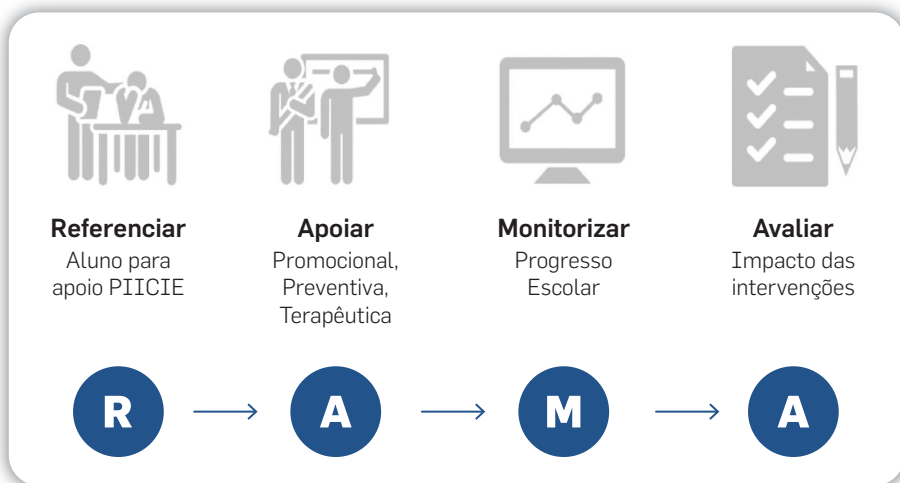 Referenciar
Aluno para
apoio PIICIE
Apoiar
Promocional,
Preventiva,
Terapêutica
Monitorizar
Progresso
Escolar
Avaliar
Impacto das
intervenções
R
A
M
A